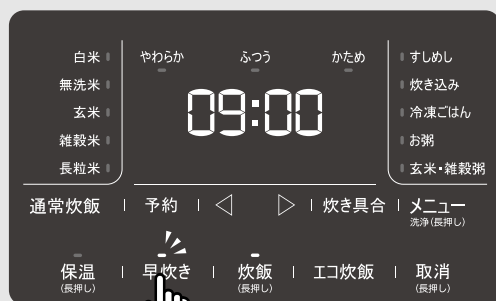 白米
無洗米
玄米
雑穀米
長粒米
やわらか ふつう かため
09:00
すしめし
炊き込み
冷凍ごはん
お粥
玄米・雑穀粥
通常炊飯 予約 炊き具合 メニュー
洗浄(長押し)
保温 早炊き 炊飯 エコ炊飯 取消
(長押し) (長押し) (長押し)